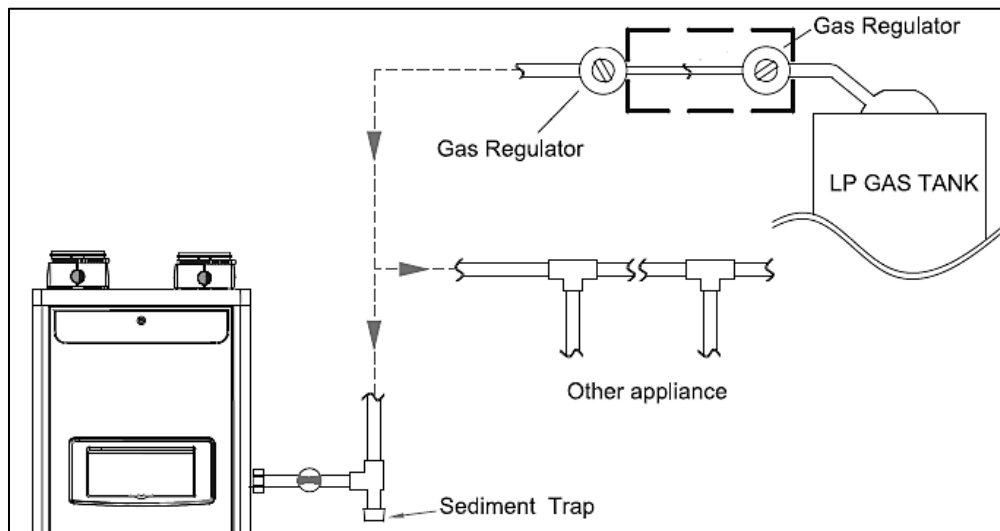 Gas Regulator
Gas Regulator
LP GAS TANK
Other appliance
Sediment Trap